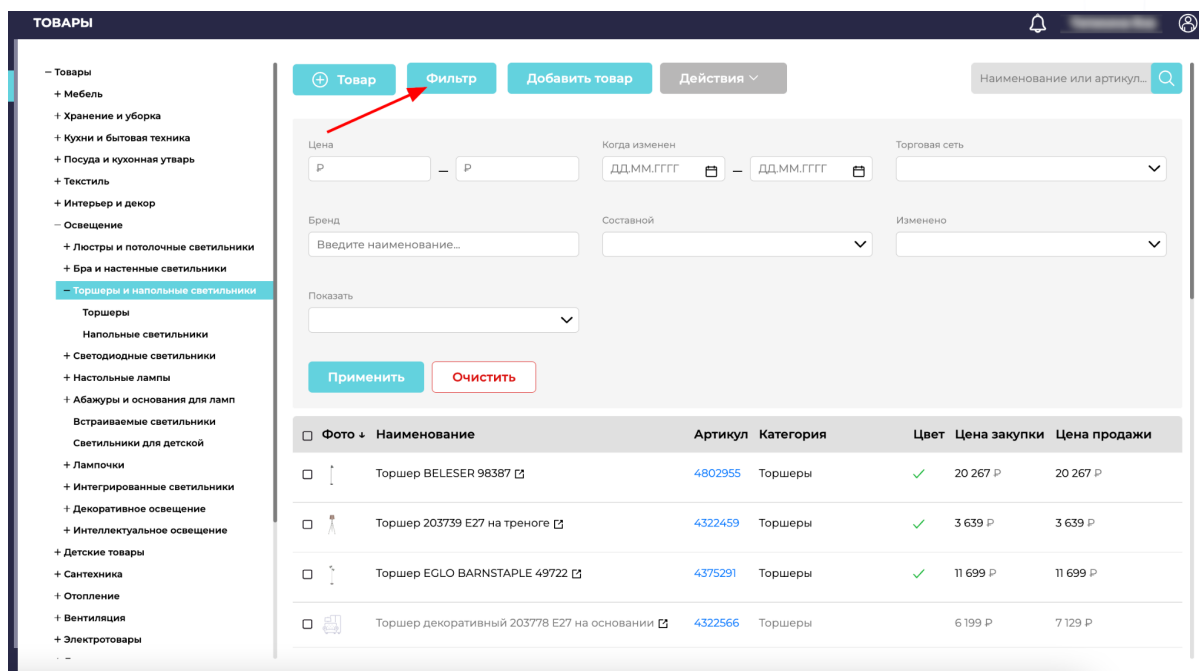 ТОВАРЫ
– Товары
+ Мебель
+ Хранение и уборка
+ Кухни и бытовая техника
+ Посуда и кухонная утварь
+ Текстиль
+ Интерьер и декор
– Освещение
+ Люстры и потолочные светильники
+ Бра и настенные светильники
– Торшеры и напольные светильники
Торшеры
Напольные светильники
+ Светодиодные светильники
+ Настольные лампы
+ Абажуры и основания для ламп
Встраиваемые светильники
Светильники для детской
+ Лампочки
+ Интегрированные светильники
+ Декоративное освещение
+ Интеллектуальное освещение
+ Детские товары
+ Сантехника
+ Отопление
+ Вентиляция
+ Электротовары
Товар Фильтр Добавить товар Действия Наименование или артикул...
Цена Когда изменен Торговая сеть
₽ – ₽ ДД.ММ.ГГГГ – ДД.ММ.ГГГГ
Бренд Составной Изменено
Введите наименование...
Показать
Применить Очистить
Фото ↓ Наименование Артикул Категория Цвет Цена закупки Цена продажи
Торшер BELESER 98387 4802955 Торшеры ✓ 20 267 ₽ 20 267 ₽
Торшер 203739 E27 на треноге 4322459 Торшеры ✓ 3 639 ₽ 3 639 ₽
Торшер EGLO BARNSTAPLE 49722 4375291 Торшеры ✓ 11 699 ₽ 11 699 ₽
Торшер декоративный 203778 E27 на основании 4322566 Торшеры 6 199 ₽ 7 129 ₽